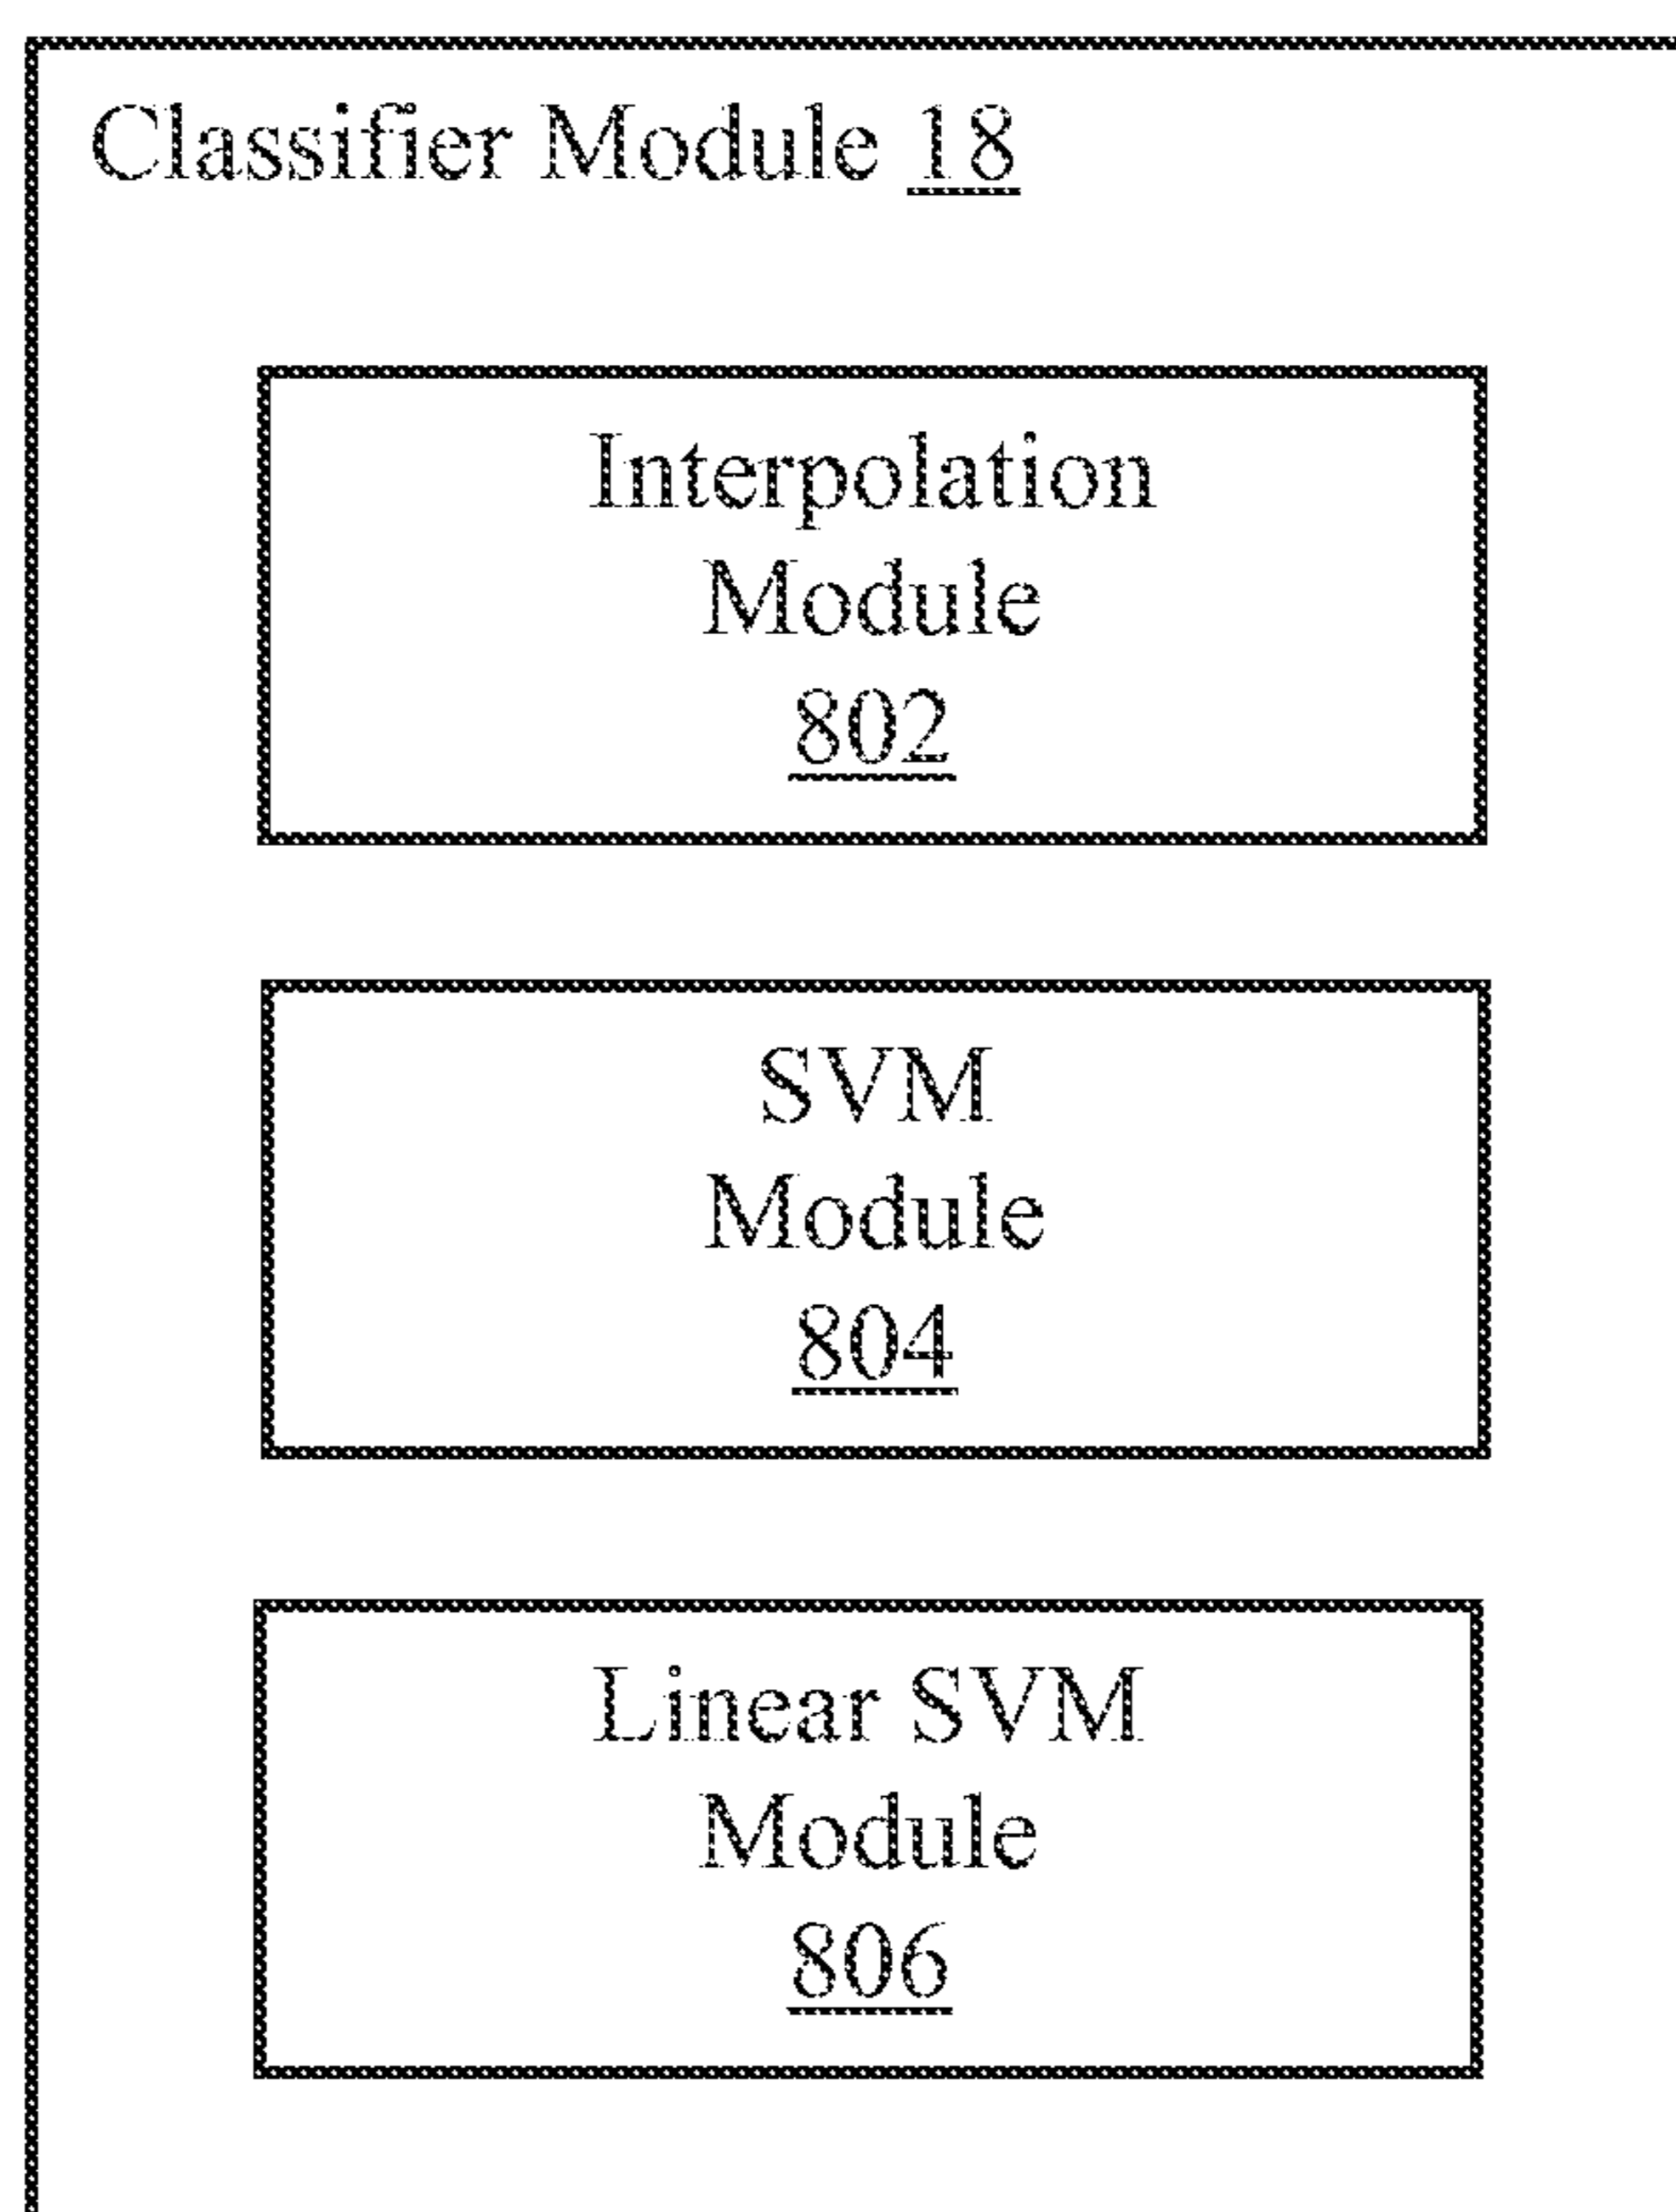 Classifier Module 18
Interpolation
Module
802
SVM
Module
804
Linear SVM
Module
806